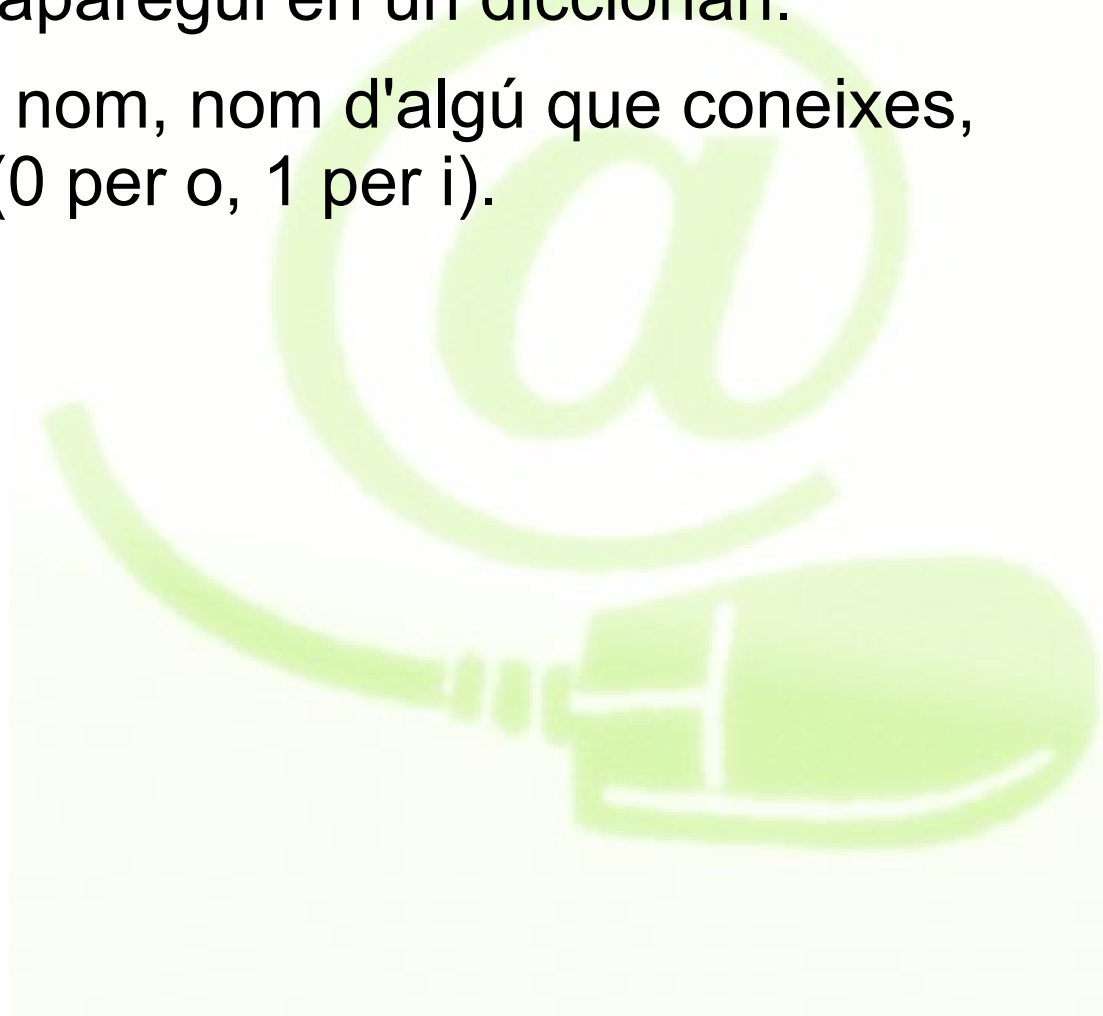 aparegui en un diccionari.
nom, nom d'algú que coneixes,
(0 per o, 1 per i).